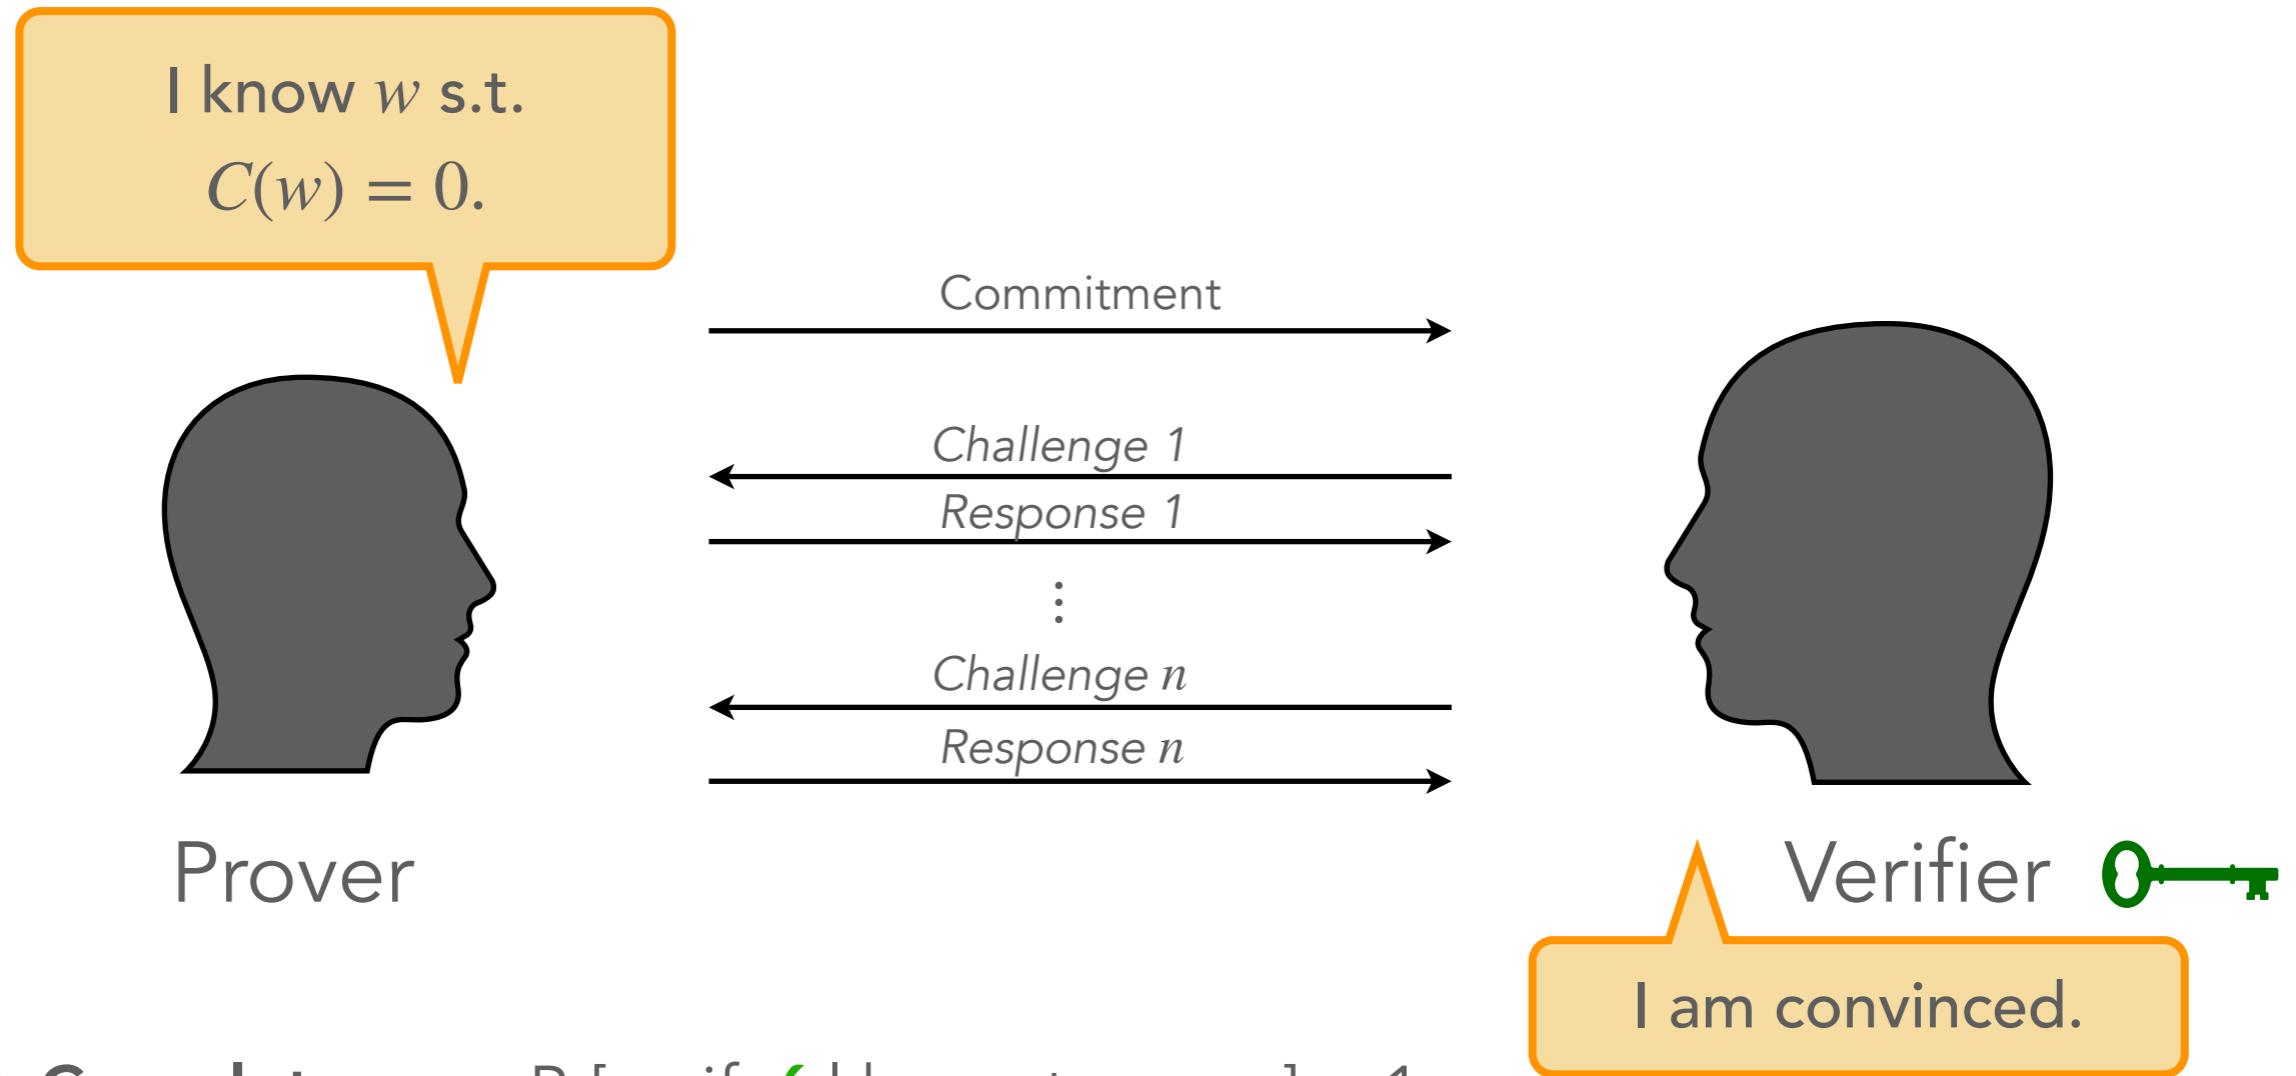 I know w s.t.
C(w) = 0.
Commitment
Challenge 1
Response 1
⋮
Challenge n
Response n
Prover
Verifier
I am convinced.